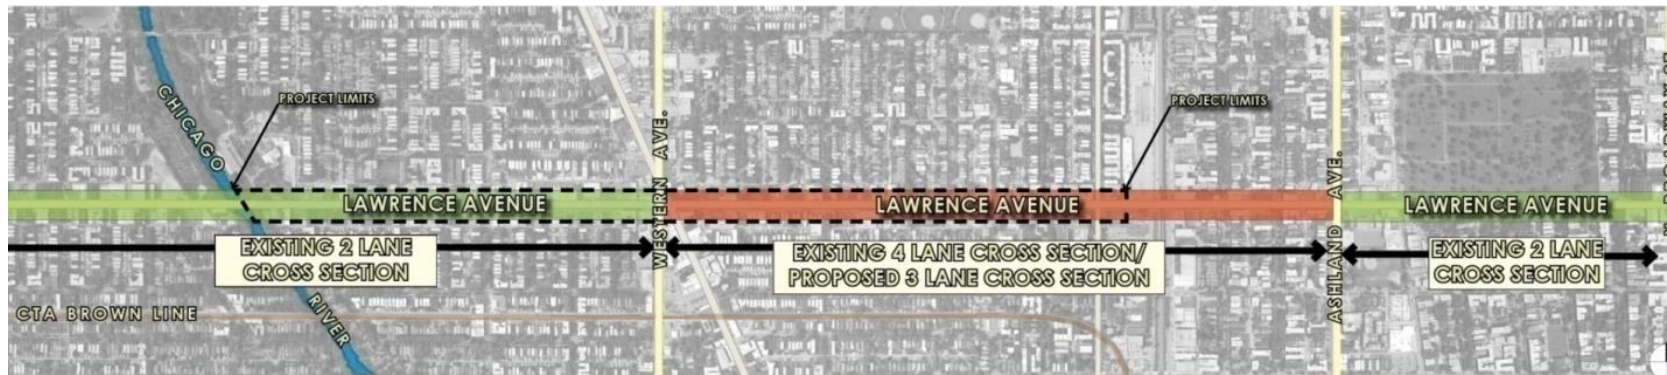 PROJECT LIMITS
PROJECT LIMITS
CHICAGO
WESTERN AVE.
ASHLAND AVE.
LAWRENCE AVENUE
LAWRENCE AVENUE
LAWRENCE AVENUE
EXISTING 2 LANE
CROSS SECTION
EXISTING 4 LANE CROSS SECTION/
PROPOSED 3 LANE CROSS SECTION
EXISTING 2 LANE
CROSS SECTION
CTA BROWN LINE
RIVER